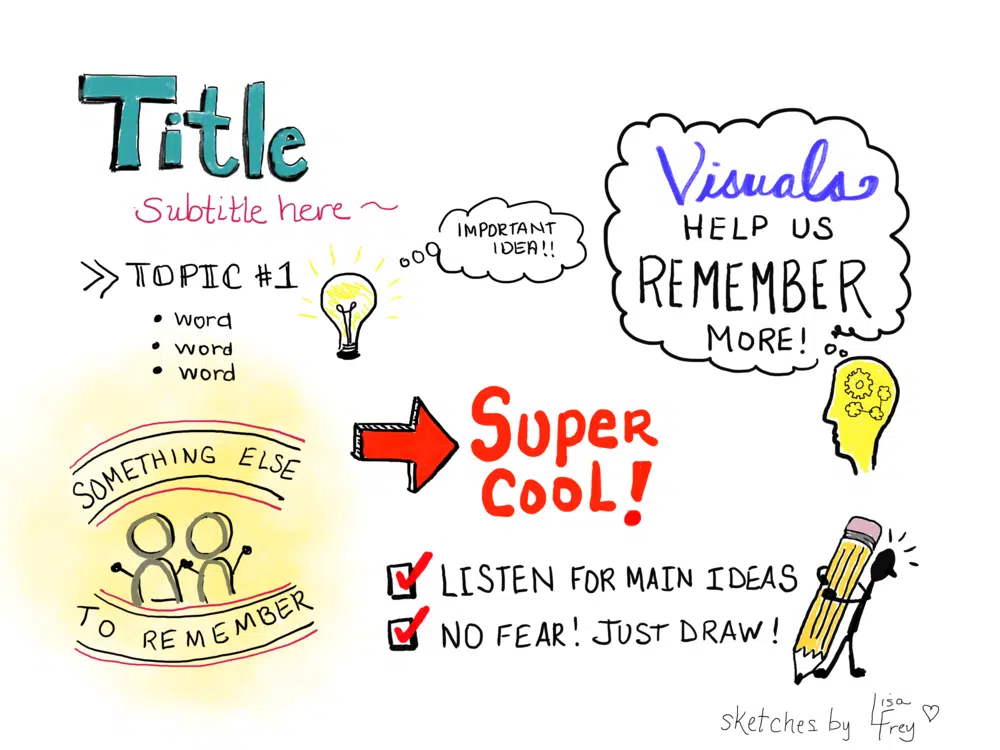 Title
Subtitle here ~
TOPIC #1
• word
• word
• word
IMPORTANT
IDEA!!
Visuals
HELP US
REMEMBER
MORE!
SOMETHING ELSE
TO REMEMBER
SUPER
COOL!
LISTEN FOR MAIN IDEAS
NO FEAR! JUST DRAW!
sketches by Lisa
Frey